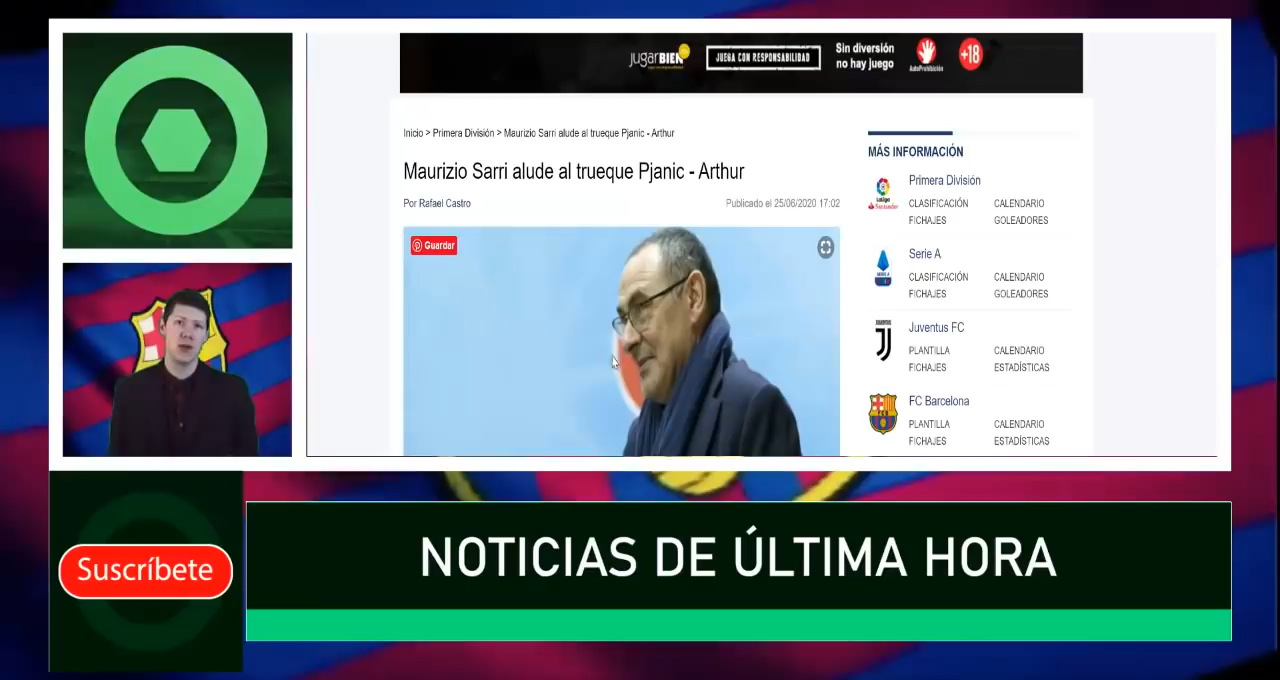 jugarBIEN
JUEGA CON RESPONSABILIDAD
Sin diversión
no hay juego
AutoProhibición
+18
Inicio > Primera División > Maurizio Sarri alude al trueque Pjanic - Arthur
Maurizio Sarri alude al trueque Pjanic - Arthur
Por Rafael Castro
Publicado el 25/06/2020 17:02
Guardar
MÁS INFORMACIÓN
LaLiga
Santander
Primera División
CLASIFICACIÓN CALENDARIO
FICHAJES GOLEADORES
Serie A
CLASIFICACIÓN CALENDARIO
FICHAJES GOLEADORES
JUVENTUS
Juventus FC
PLANTILLA CALENDARIO
FICHAJES ESTADÍSTICAS
FC Barcelona
PLANTILLA CALENDARIO
FICHAJES ESTADÍSTICAS
Suscríbete
NOTICIAS DE ÚLTIMA HORA